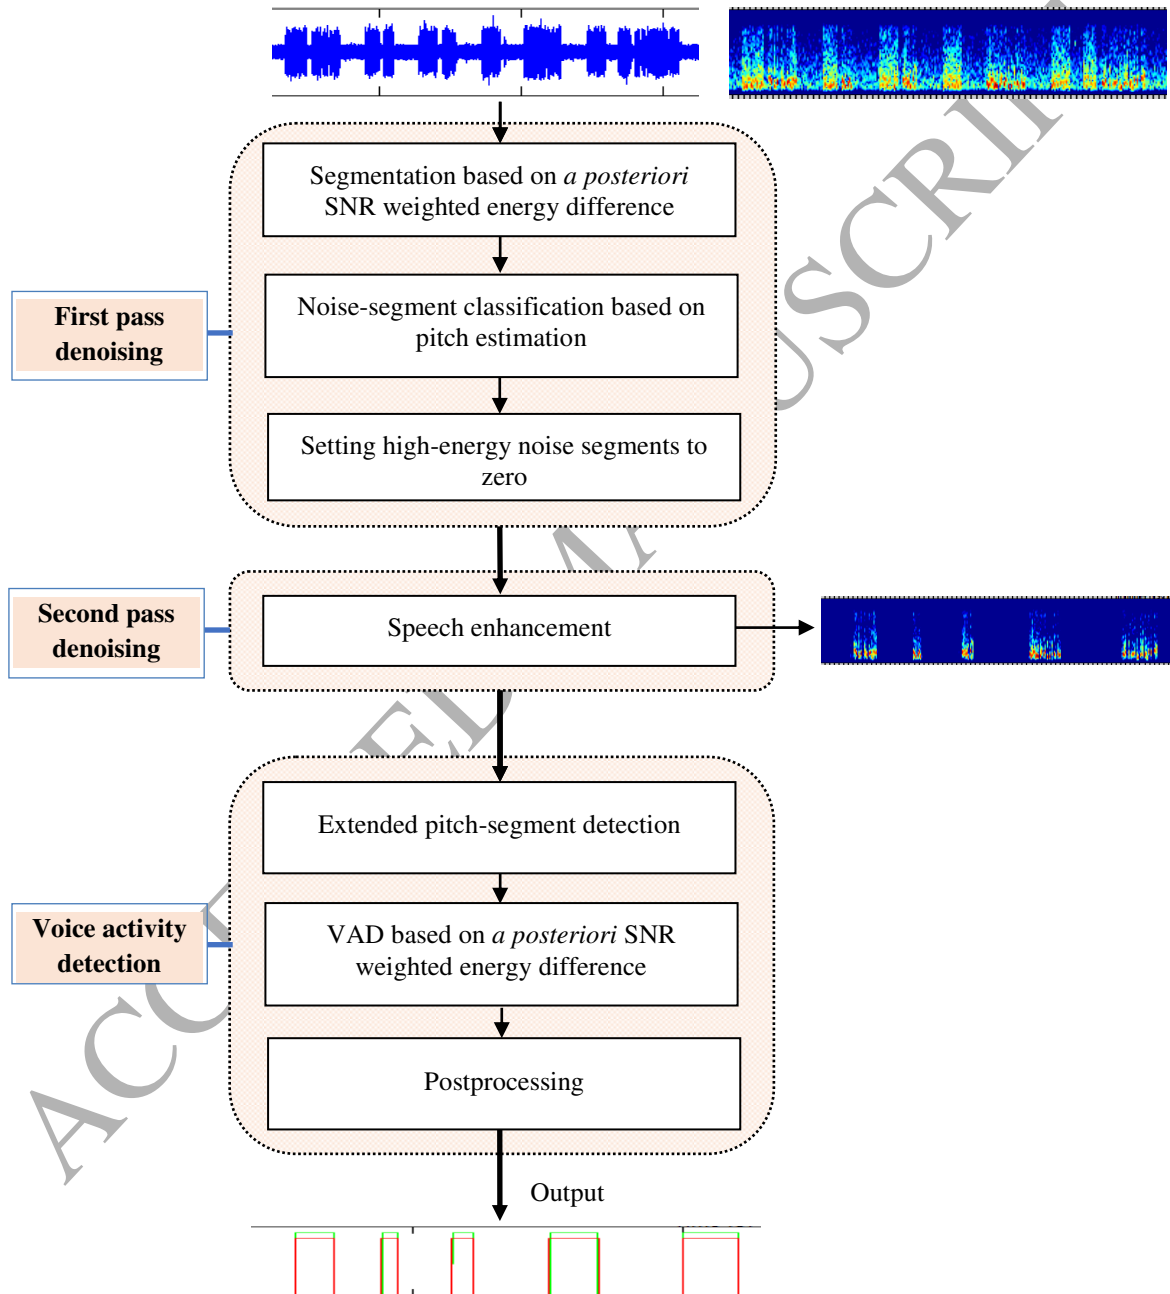 Segmentation based on a posteriori
SNR weighted energy difference
Noise-segment classification based on
pitch estimation
First pass
denoising
Setting high-energy noise segments to
zero
Second pass
denoising
Speech enhancement
Extended pitch-segment detection
Voice activity
detection
VAD based on a posteriori SNR
weighted energy difference
Postprocessing
Output